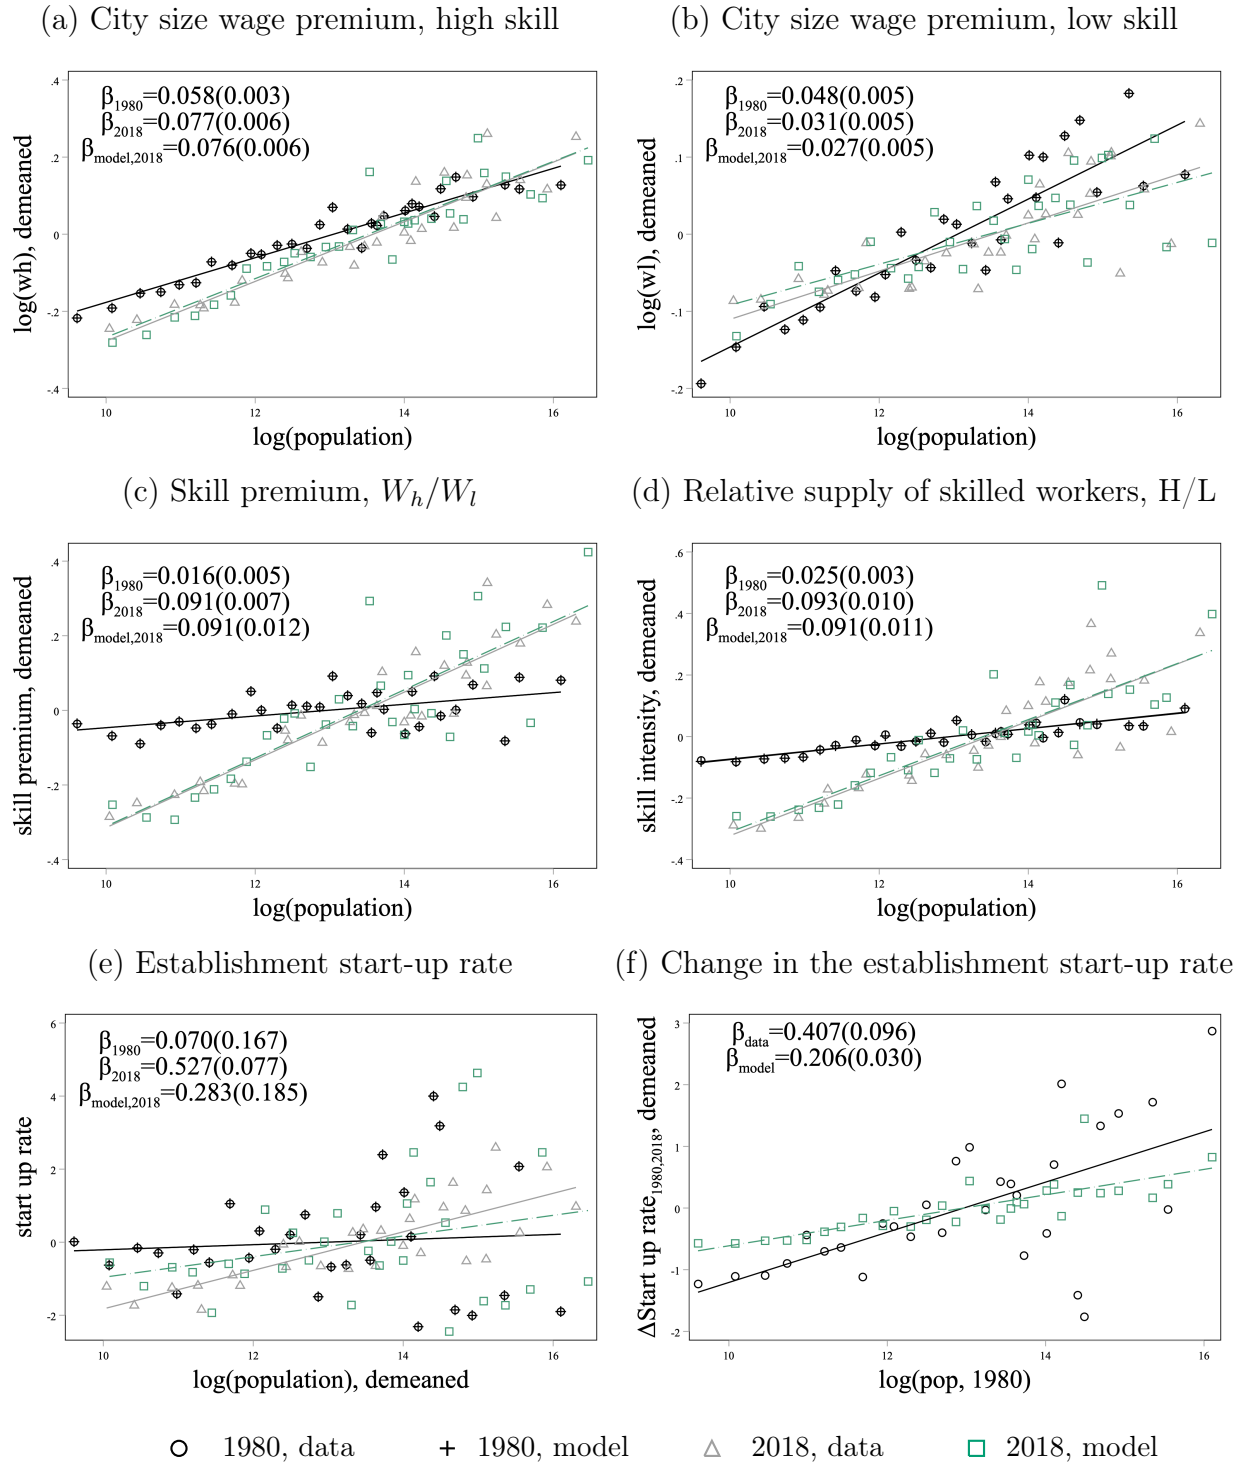 (a) City size wage premium, high skill
(b) City size wage premium, low skill
β1980=0.058(0.003)
β2018=0.077(0.006)
βmodel,2018=0.076(0.006)
log(wh), demeaned
.4
.2
0
-.2
-.4
10 12 14 16
log(population)
β1980=0.048(0.005)
β2018=0.031(0.005)
βmodel,2018=0.027(0.005)
log(wl), demeaned
.2
.1
0
-.1
-.2
10 12 14 16
log(population)
(c) Skill premium, Wh/Wl
(d) Relative supply of skilled workers, H/L
β1980=0.016(0.005)
β2018=0.091(0.007)
βmodel,2018=0.091(0.012)
skill premium, demeaned
.4
.2
0
-.2
-.4
10 12 14 16
log(population)
β1980=0.025(0.003)
β2018=0.093(0.010)
βmodel,2018=0.091(0.011)
skill intensity, demeaned
.6
.4
.2
0
-.2
-.4
10 12 14 16
log(population)
(e) Establishment start-up rate
(f) Change in the establishment start-up rate
β1980=0.070(0.167)
β2018=0.527(0.077)
βmodel,2018=0.283(0.185)
start up rate
6
4
2
0
-2
10 12 14 16
log(population), demeaned
βdata=0.407(0.096)
βmodel=0.206(0.030)
ΔStart up rate1980,2018, demeaned
3
2
1
0
-1
-2
10 12 14 16
log(pop, 1980)
1980, data 1980, model 2018, data 2018, model